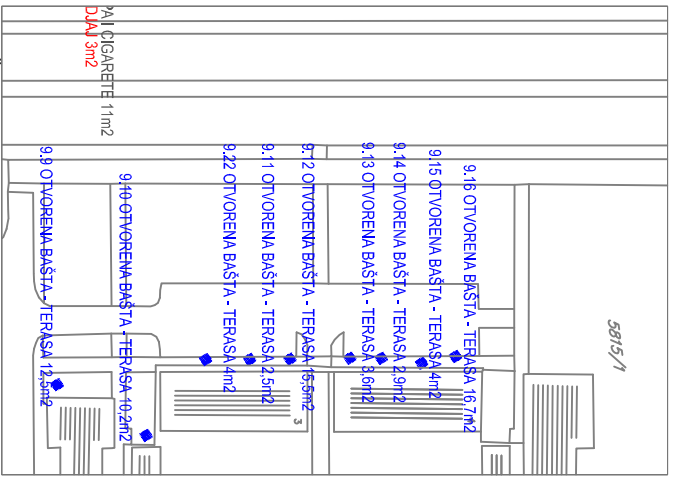 PA I CIGARETE 11m2
DJAJ 3m2
9.9 OTVORENA BAŠTA - TERASA 12,5m2
9.10 OTVORENA BAŠTA - TERASA 10,2m2
9.22 OTVORENA BAŠTA - TERASA 4m2
9.11 OTVORENA BAŠTA - TERASA 2,5m2
9.12 OTVORENA BAŠTA - TERASA 15,5m2
9.13 OTVORENA BAŠTA - TERASA 3,6m2
9.14 OTVORENA BAŠTA - TERASA 2,9m2
9.15 OTVORENA BAŠTA - TERASA 4m2
9.16 OTVORENA BAŠTA - TERASA 16,7m2
5815/1
3